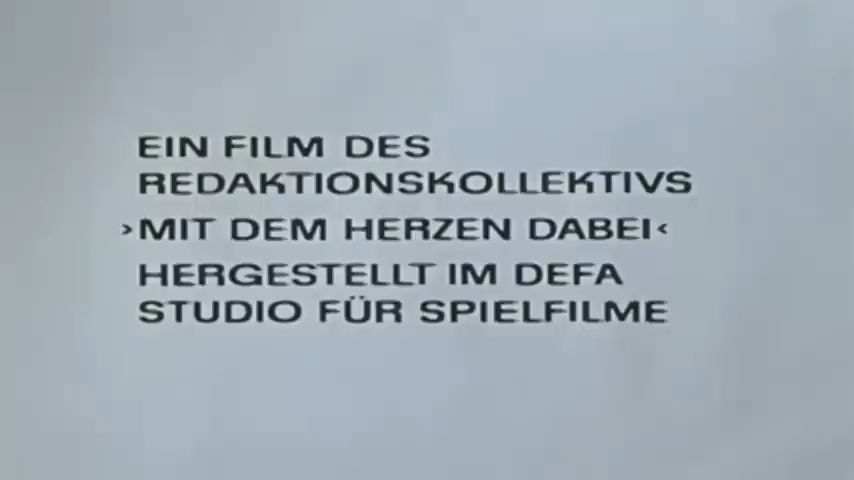 EIN FILM DES
REDAKTIONSKOLLEKTIVS
›MIT DEM HERZEN DABEI‹
HERGESTELLT IM DEFA
STUDIO FÜR SPIELFILME